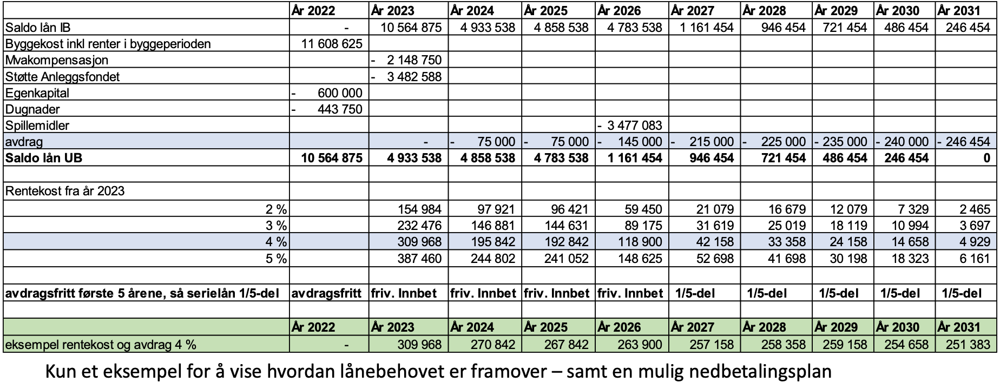 År 2022 År 2023 År 2024 År 2025 År 2026 År 2027 År 2028 År 2029 År 2030 År 2031
Saldo lån IB - 10 564 875 4 933 538 4 858 538 4 783 538 1 161 454 946 454 721 454 486 454 246 454
Byggekost inkl renter i byggeperioden 11 608 625
Mvakompensasjon - 2 148 750
Støtte Anleggsfondet - 3 482 588
Egenkapital - 600 000
Dugnader - 443 750
Spillemidler - 3 477 083
avdrag - - 75 000 - 75 000 - 145 000 - 215 000 - 225 000 - 235 000 - 240 000 - 246 454
Saldo lån UB 10 564 875 4 933 538 4 858 538 4 783 538 1 161 454 946 454 721 454 486 454 246 454 0
Rentekost fra år 2023
2 % 154 984 97 921 96 421 59 450 21 079 16 679 12 079 7 329 2 465
3 % 232 476 146 881 144 631 89 175 31 619 25 019 18 119 10 994 3 697
4 % 309 968 195 842 192 842 118 900 42 158 33 358 24 158 14 658 4 929
5 % 387 460 244 802 241 052 148 625 52 698 41 698 30 198 18 323 6 161
avdragsfritt første 5 årene, så serielån 1/5-del avdragsfritt friv. Innbet friv. Innbet friv. Innbet friv. Innbet 1/5-del 1/5-del 1/5-del 1/5-del 1/5-del
År 2022 År 2023 År 2024 År 2025 År 2026 År 2027 År 2028 År 2029 År 2030 År 2031
eksempel rentekost og avdrag 4 % - 309 968 270 842 267 842 263 900 257 158 258 358 259 158 254 658 251 383
Kun et eksempel for å vise hvordan lånebehovet er framover – samt en mulig nedbetalingsplan